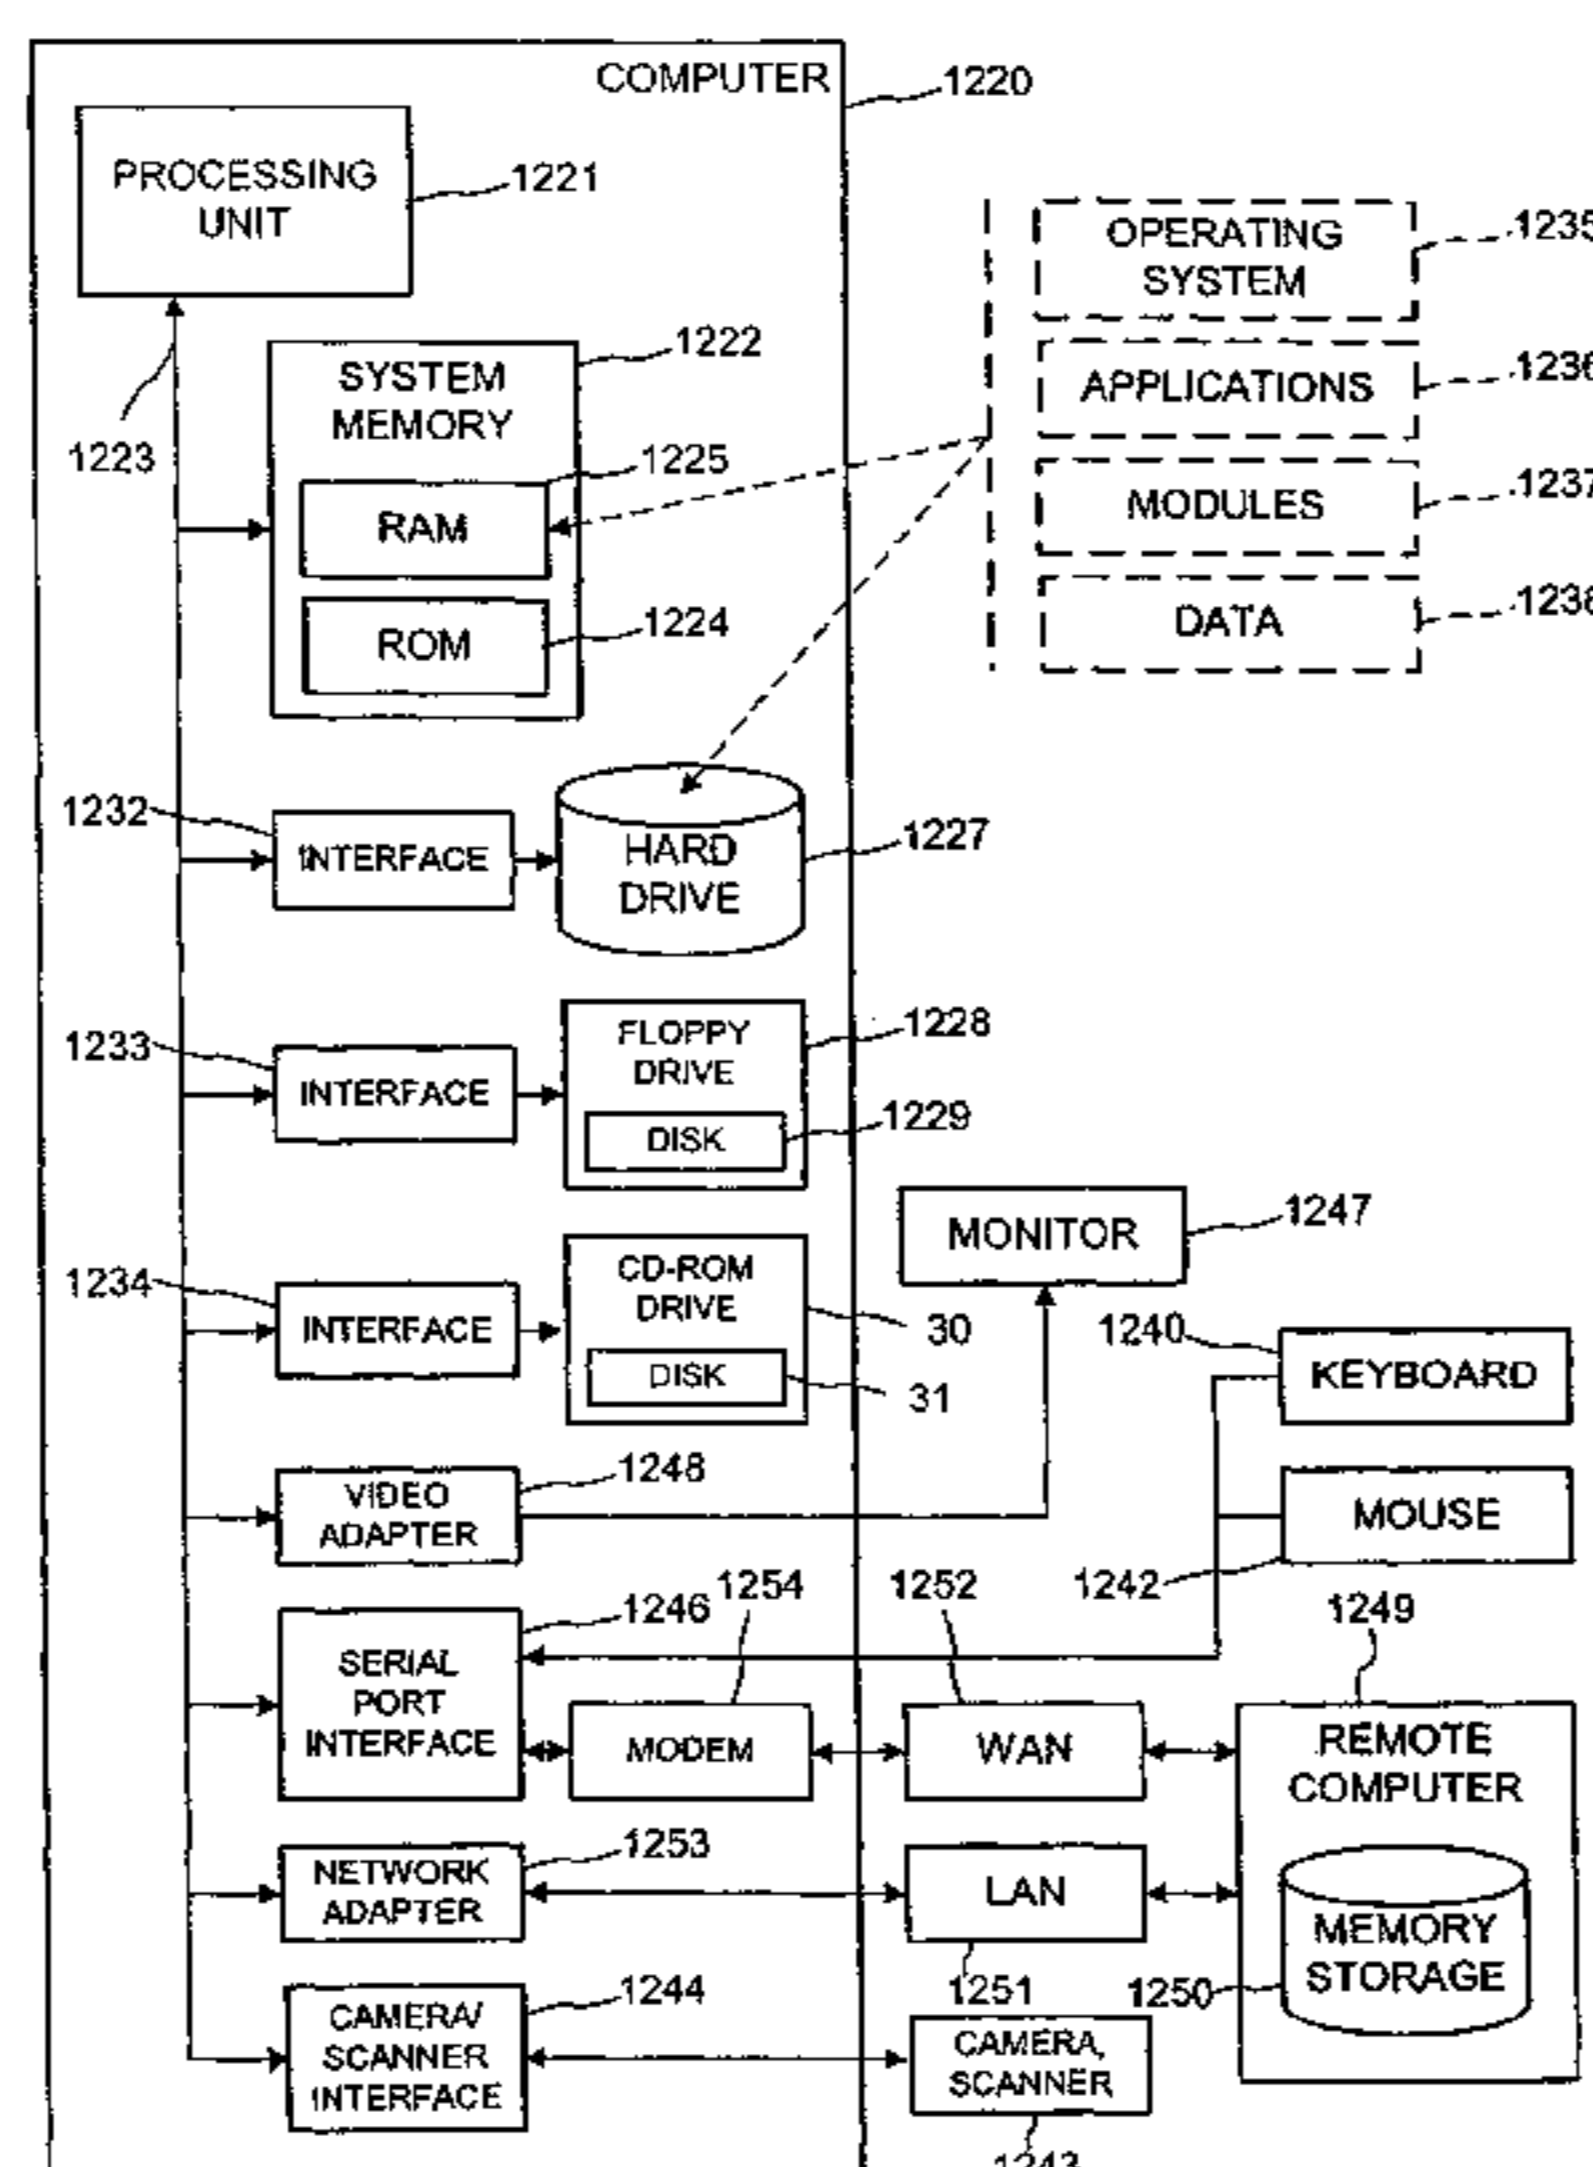 COMPUTER
1220
PROCESSING
UNIT
1221
OPERATING
SYSTEM
1235
SYSTEM
MEMORY
1222
APPLICATIONS
1236
1223
1225
RAM
MODULES
1237
ROM
1224
DATA
1238
1232
INTERFACE
HARD
DRIVE
1227
1233
INTERFACE
FLOPPY
DRIVE
1228
DISK
1229
MONITOR
1247
1234
INTERFACE
CD-ROM
DRIVE
30
DISK
31
1240
KEYBOARD
VIDEO
ADAPTER
1248
MOUSE
1242
1246
1254
1252
1249
SERIAL
PORT
INTERFACE
MODEM
WAN
REMOTE
COMPUTER
NETWORK
ADAPTER
1253
LAN
1251
MEMORY
STORAGE
1250
CAMERA/
SCANNER
INTERFACE
1244
CAMERA,
SCANNER
1243